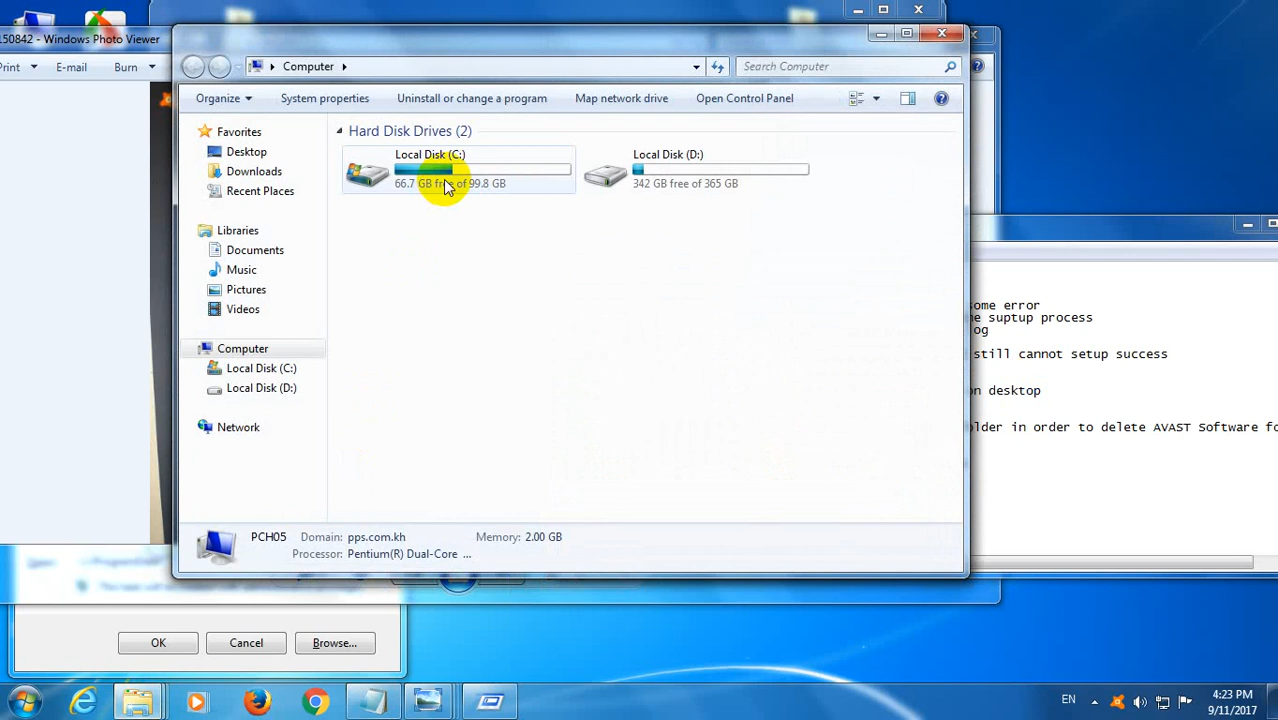 150842 - Windows Photo Viewer
Print E-mail Burn
Computer
Search Computer
Organize System properties Uninstall or change a program Map network drive Open Control Panel
Favorites
Desktop
Downloads
Recent Places
Libraries
Documents
Music
Pictures
Videos
Computer
Local Disk (C:)
Local Disk (D:)
Network
Hard Disk Drives (2)
Local Disk (C:)
66.7 GB free of 99.8 GB
Local Disk (D:)
342 GB free of 365 GB
some error
suptup process
still cannot setup success
on desktop
in order to delete AVAST Software
PCH05 Domain: pps.com.kh Memory: 2.00 GB
Processor: Pentium(R) Dual-Core ...
OK Cancel Browse...
EN
4:23 PM
9/11/2017